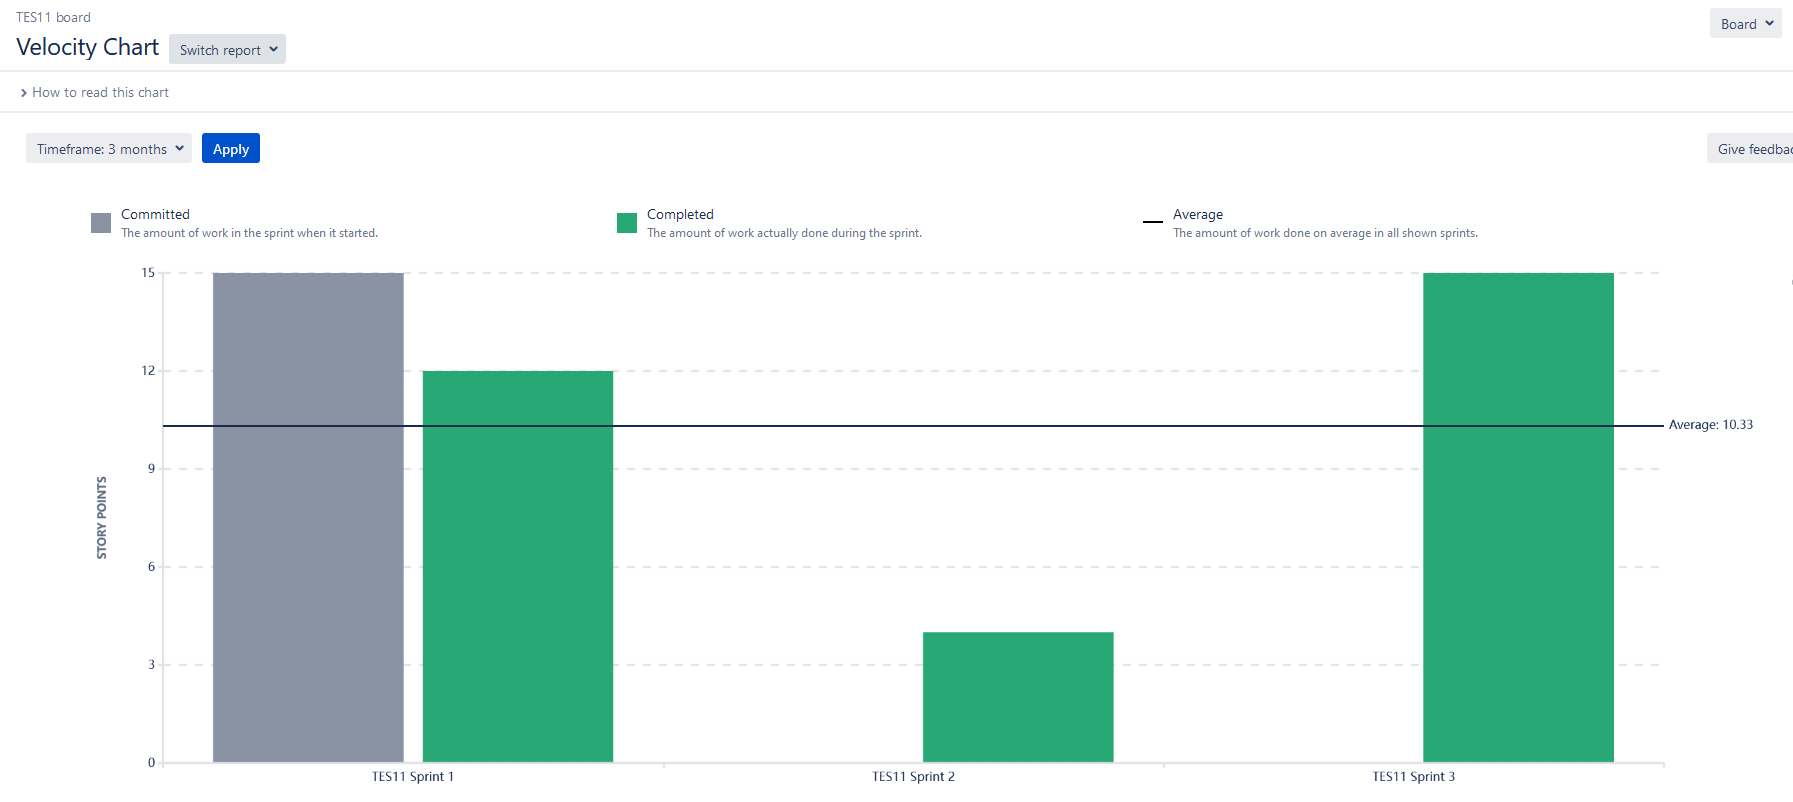 TES11 board
Velocity Chart
Switch report
Board
How to read this chart
Timeframe: 3 months
Apply
Give feedbac
Committed
The amount of work in the sprint when it started.
Completed
The amount of work actually done during the sprint.
Average
The amount of work done on average in all shown sprints.
15
12
9
6
3
0
STORY POINTS
Average: 10.33
TES11 Sprint 1
TES11 Sprint 2
TES11 Sprint 3